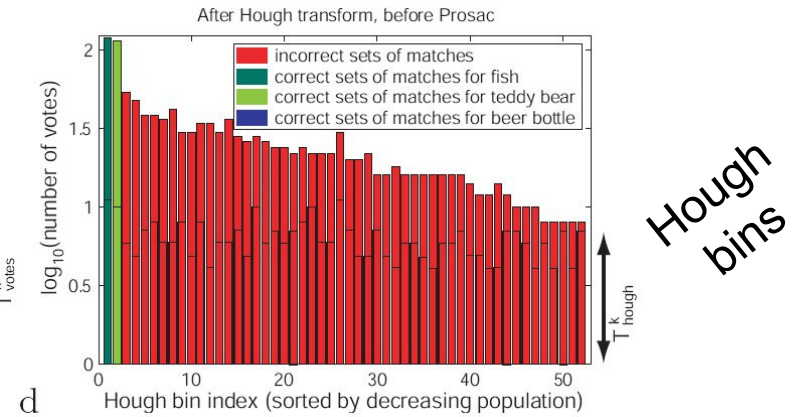 After Hough transform, before Prosac
incorrect sets of matches
correct sets of matches for fish
correct sets of matches for teddy bear
correct sets of matches for beer bottle
log10(number of votes)
2
1.5
1
0.5
0
0 10 20 30 40 50
Hough bin index (sorted by decreasing population)
d
votes
T k hough
Hough
bins